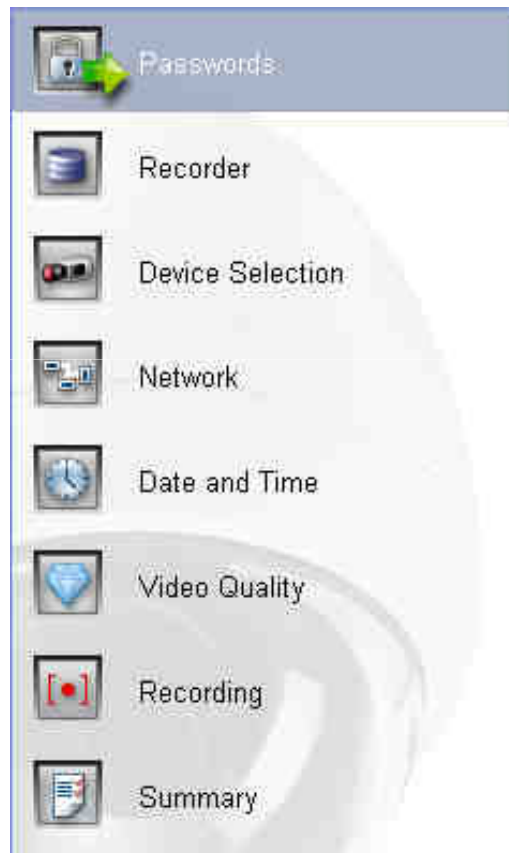 Passwords
Recorder
Device Selection
Network
Date and Time
Video Quality
Recording
Summary